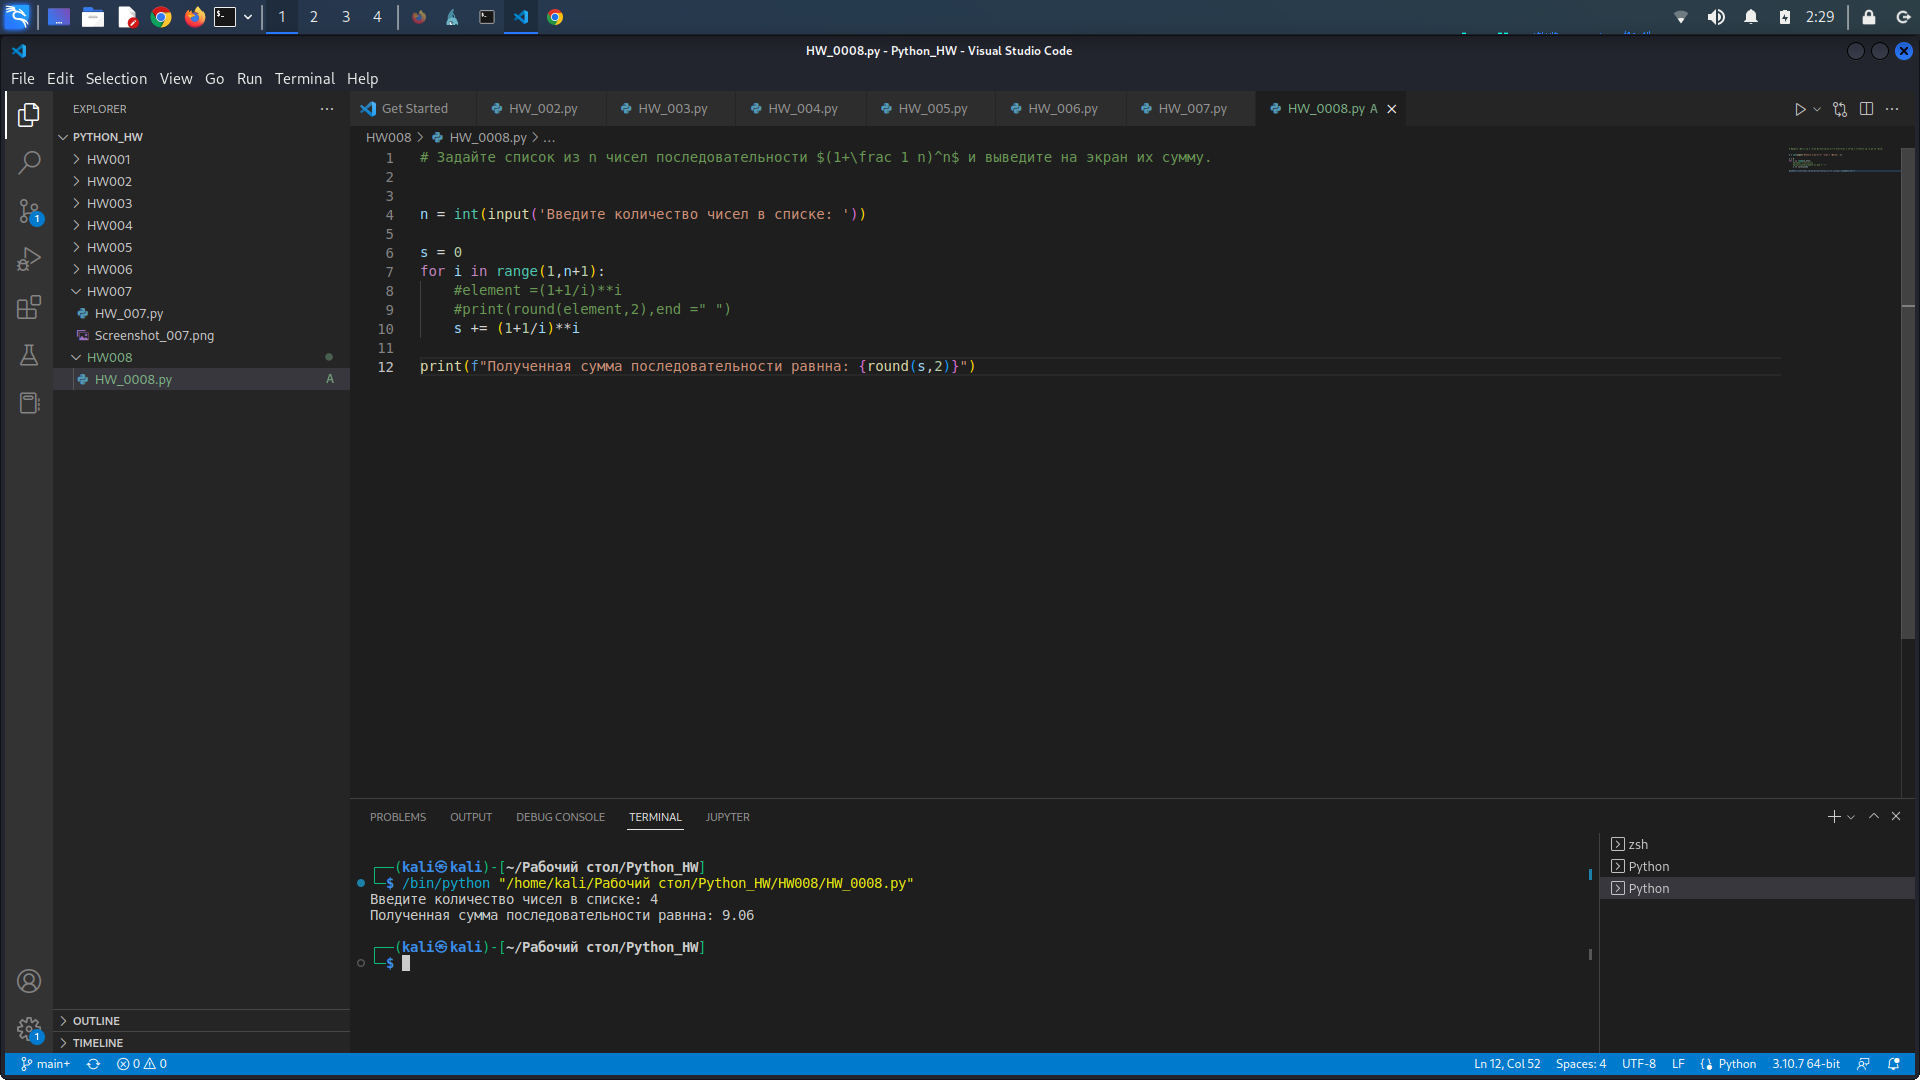 1 2 3 4 2:29
HW_0008.py - Python_HW - Visual Studio Code
File Edit Selection View Go Run Terminal Help
EXPLORER
PYTHON_HW
HW001
HW002
HW003
HW004
HW005
HW006
HW007
HW_007.py
Screenshot_007.png
HW008
HW_0008.py A
OUTLINE
TIMELINE
Get Started HW_002.py HW_003.py HW_004.py HW_005.py HW_006.py HW_007.py HW_0008.py A
HW008 > HW_0008.py > ...
1 # Задайте список из n чисел последовательности $(1+\frac 1 n)^n$ и выведите на экран их сумму.
2
3
4 n = int(input('Введите количество чисел в списке: '))
5
6 s = 0
7 for i in range(1,n+1):
8 #element =(1+1/i)**i
9 #print(round(element,2),end =" ")
10 s += (1+1/i)**i
11
12 print(f"Полученная сумма последовательности равнна: {round(s,2)}")
PROBLEMS OUTPUT DEBUG CONSOLE TERMINAL JUPYTER
┌──(kali㉿kali)-[~/Рабочий стол/Python_HW]
└─$ /bin/python "/home/kali/Рабочий стол/Python_HW/HW008/HW_0008.py"
Введите количество чисел в списке: 4
Полученная сумма последовательности равнна: 9.06
┌──(kali㉿kali)-[~/Рабочий стол/Python_HW]
└─$
zsh
Python
Python
1
1
main+ 0 0 Ln 12, Col 52 Spaces: 4 UTF-8 LF Python 3.10.7 64-bit